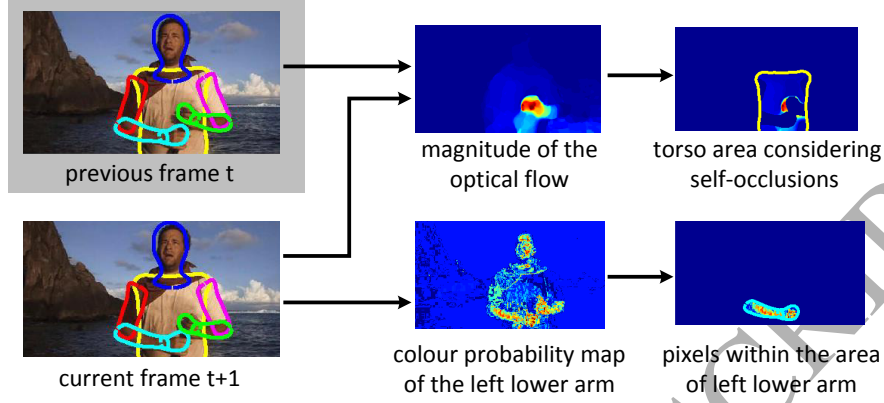 previous frame t
magnitude of the
optical flow
torso area considering
self-occlusions
current frame t+1
colour probability map
of the left lower arm
pixels within the area
of left lower arm